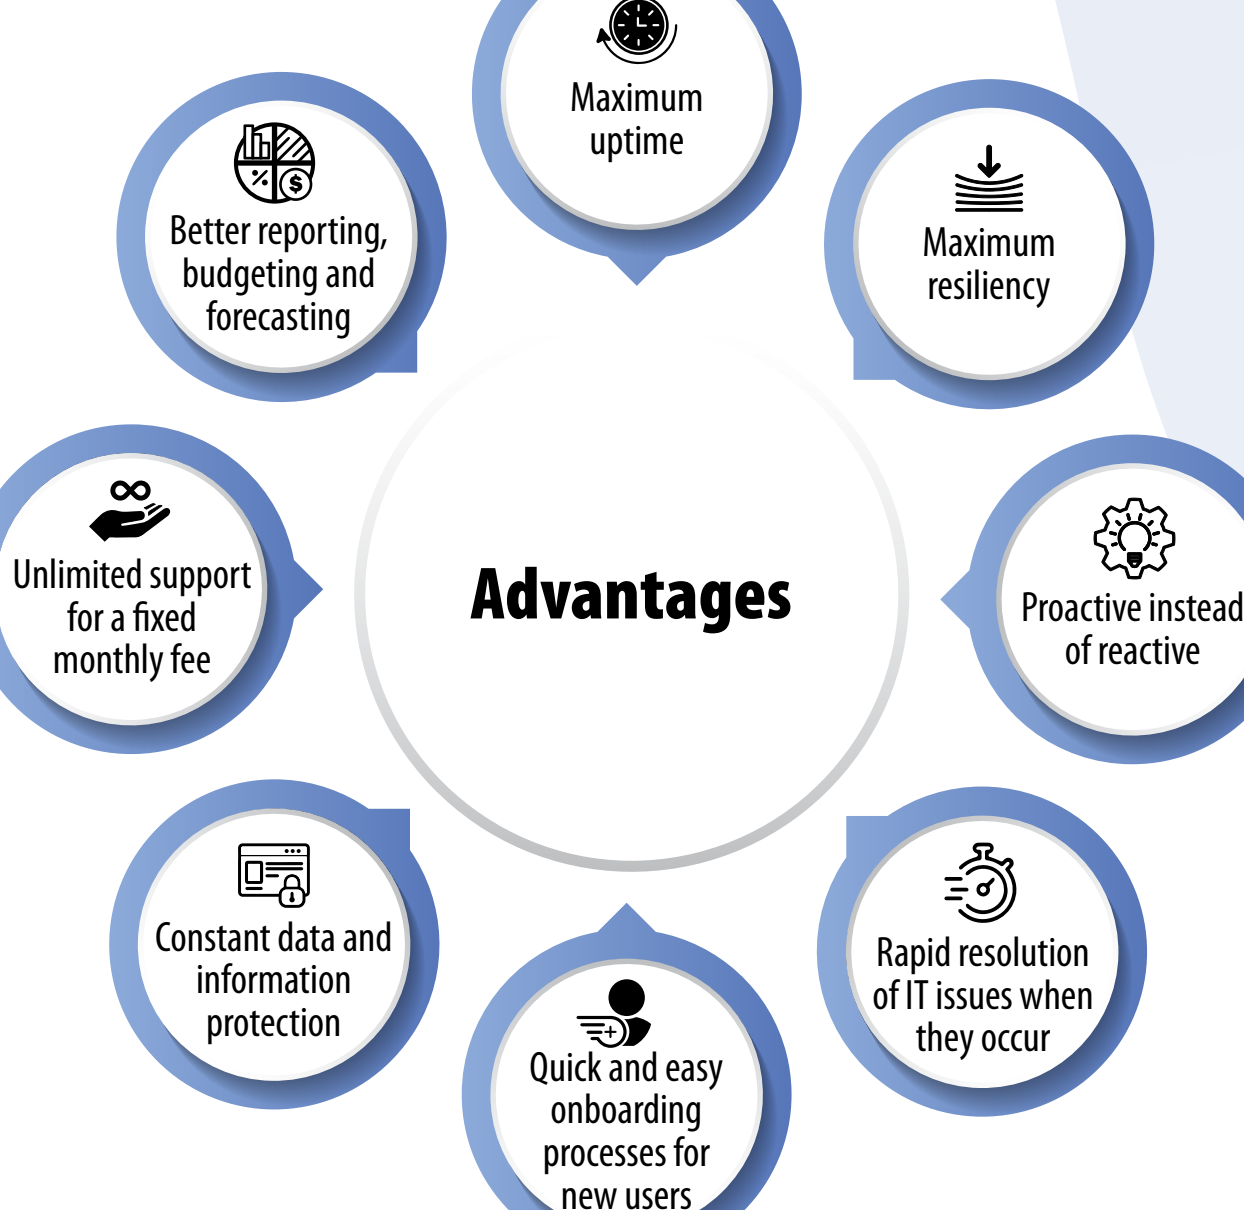 Maximum
uptime
Maximum
resiliency
Proactive instead
of reactive
Rapid resolution
of IT issues when
they occur
Quick and easy
onboarding
processes for
new users
Constant data and
information
protection
Unlimited support
for a fixed
monthly fee
Better reporting,
budgeting and
forecasting
Advantages